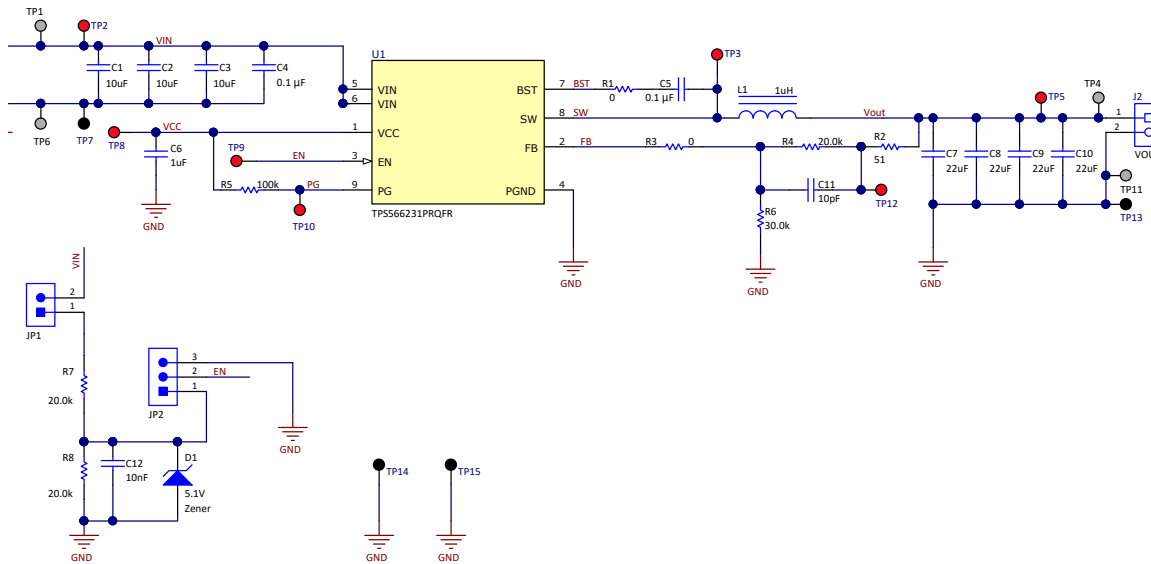 TP1
TP2
VIN
C1
10uF
C2
10uF
C3
10uF
C4
0.1 µF
TP6
TP7
TP8
VCC
C6
1uF
GND
TP9
EN
R5
100k
PG
TP10
U1
5
VIN
6
VIN
1
VCC
3
EN
9
PG
BST
7
SW
8
FB
2
PGND
4
TPS566231PRQFR
BST
R1
0
C5
0.1 µF
SW
FB
R3
0
GND
TP3
L1
1uH
Vout
R4
20.0k
R2
51
C11
10pF
TP12
R6
30.0k
GND
C7
22uF
C8
22uF
C9
22uF
C10
22uF
GND
TP5
TP4
J2
1
2
VOU
TP11
TP13
VIN
2
1
JP1
R7
20.0k
3
2
EN
1
JP2
GND
R8
20.0k
C12
10nF
D1
5.1V
Zener
GND
TP14
GND
TP15
GND